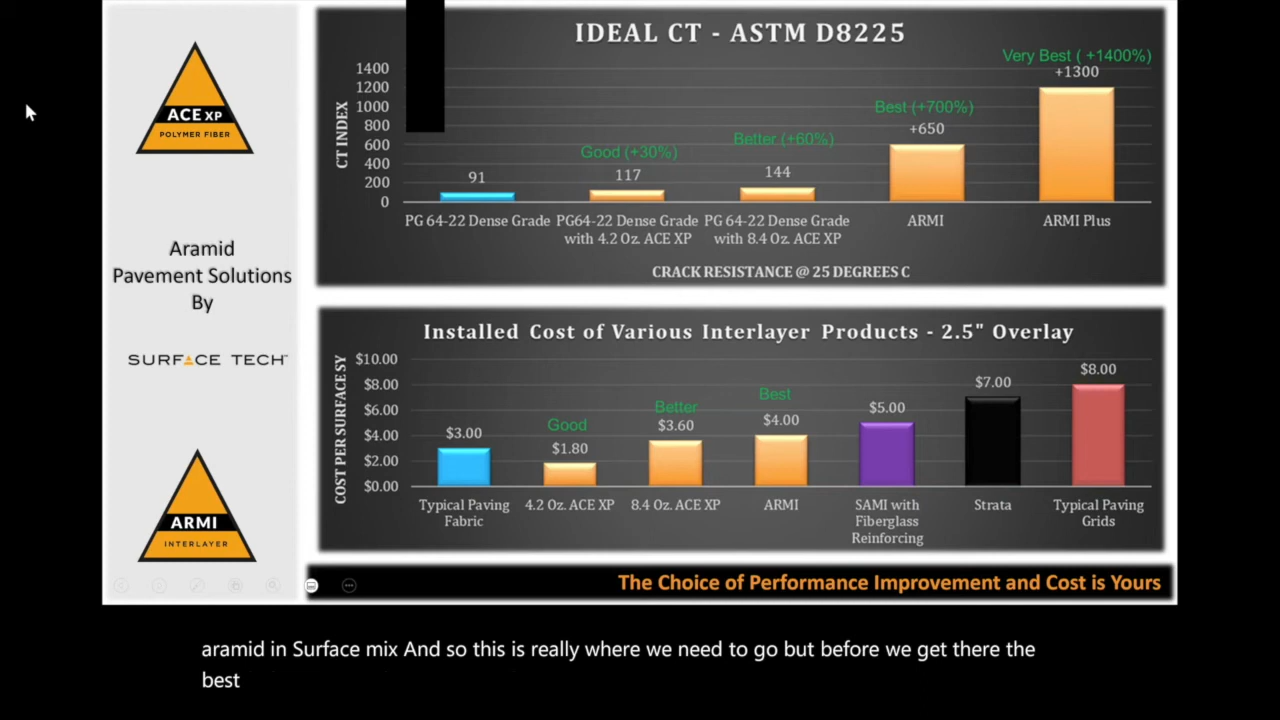 ACE XP
POLYMER FIBER
Aramid
Pavement Solutions
By
SURFACE TECH
ARMI
INTERLAYER
IDEAL CT - ASTM D8225
CT INDEX
1400
1200
1000
800
600
400
200
0
91
Good (+30%)
117
Better (+60%)
144
Best (+700%)
+650
Very Best ( +1400%)
+1300
PG 64-22 Dense Grade
PG64-22 Dense Grade
with 4.2 Oz. ACE XP
PG 64-22 Dense Grade
with 8.4 Oz. ACE XP
ARMI
ARMI Plus
CRACK RESISTANCE @ 25 DEGREES C
Installed Cost of Various Interlayer Products - 2.5" Overlay
COST PER SURFACE SY
$10.00
$8.00
$6.00
$4.00
$2.00
$0.00
$3.00
Good
$1.80
Better
$3.60
Best
$4.00
$5.00
$7.00
$8.00
Typical Paving
Fabric
4.2 Oz. ACE XP
8.4 Oz. ACE XP
ARMI
SAMI with
Fiberglass
Reinforcing
Strata
Typical Paving
Grids
The Choice of Performance Improvement and Cost is Yours
aramid in Surface mix And so this is really where we need to go but before we get there the
best